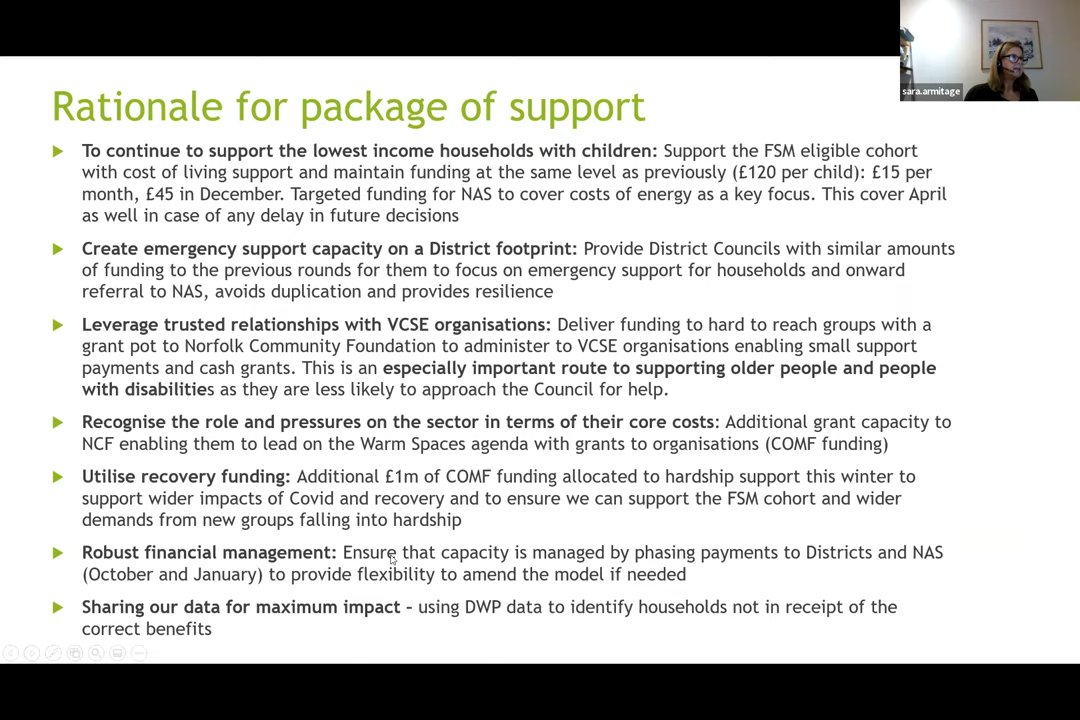 sara.armitage
Rationale for package of support
To continue to support the lowest income households with children: Support the FSM eligible cohort
with cost of living support and maintain funding at the same level as previously (£120 per child): £15 per
month, £45 in December. Targeted funding for NAS to cover costs of energy as a key focus. This cover April
as well in case of any delay in future decisions
Create emergency support capacity on a District footprint: Provide District Councils with similar amounts
of funding to the previous rounds for them to focus on emergency support for households and onward
referral to NAS, avoids duplication and provides resilience
Leverage trusted relationships with VCSE organisations: Deliver funding to hard to reach groups with a
grant pot to Norfolk Community Foundation to administer to VCSE organisations enabling small support
payments and cash grants. This is an especially important route to supporting older people and people
with disabilities as they are less likely to approach the Council for help.
Recognise the role and pressures on the sector in terms of their core costs: Additional grant capacity to
NCF enabling them to lead on the Warm Spaces agenda with grants to organisations (COMF funding)
Utilise recovery funding: Additional £1m of COMF funding allocated to hardship support this winter to
support wider impacts of Covid and recovery and to ensure we can support the FSM cohort and wider
demands from new groups falling into hardship
Robust financial management: Ensure that capacity is managed by phasing payments to Districts and NAS
(October and January) to provide flexibility to amend the model if needed
Sharing our data for maximum impact – using DWP data to identify households not in receipt of the
correct benefits